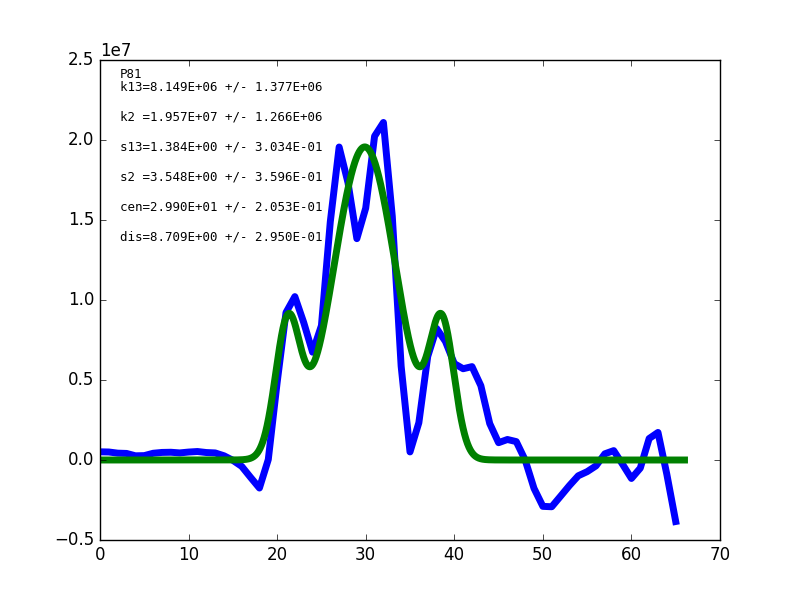 1e7
2.5
2.0
1.5
1.0
0.5
0.0
−0.5
P81
k13=8.149E+06 +/- 1.377E+06
k2 =1.957E+07 +/- 1.266E+06
s13=1.384E+00 +/- 3.034E-01
s2 =3.548E+00 +/- 3.596E-01
cen=2.990E+01 +/- 2.053E-01
dis=8.709E+00 +/- 2.950E-01
0 10 20 30 40 50 60 70